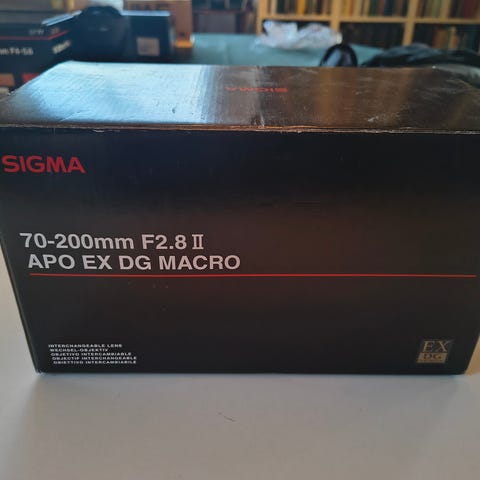 SIGMA
SIGMA
70-200mm F2.8 II
APO EX DG MACRO
INTERCHANGEABLE LENS
WECHSEL-OBJEKTIV
OBJETIVO INTERCAMBIABLE
OBJECTIF INTERCHANGEABLE
OBIETTIVO INTERCAMBIABILE
EX
DG